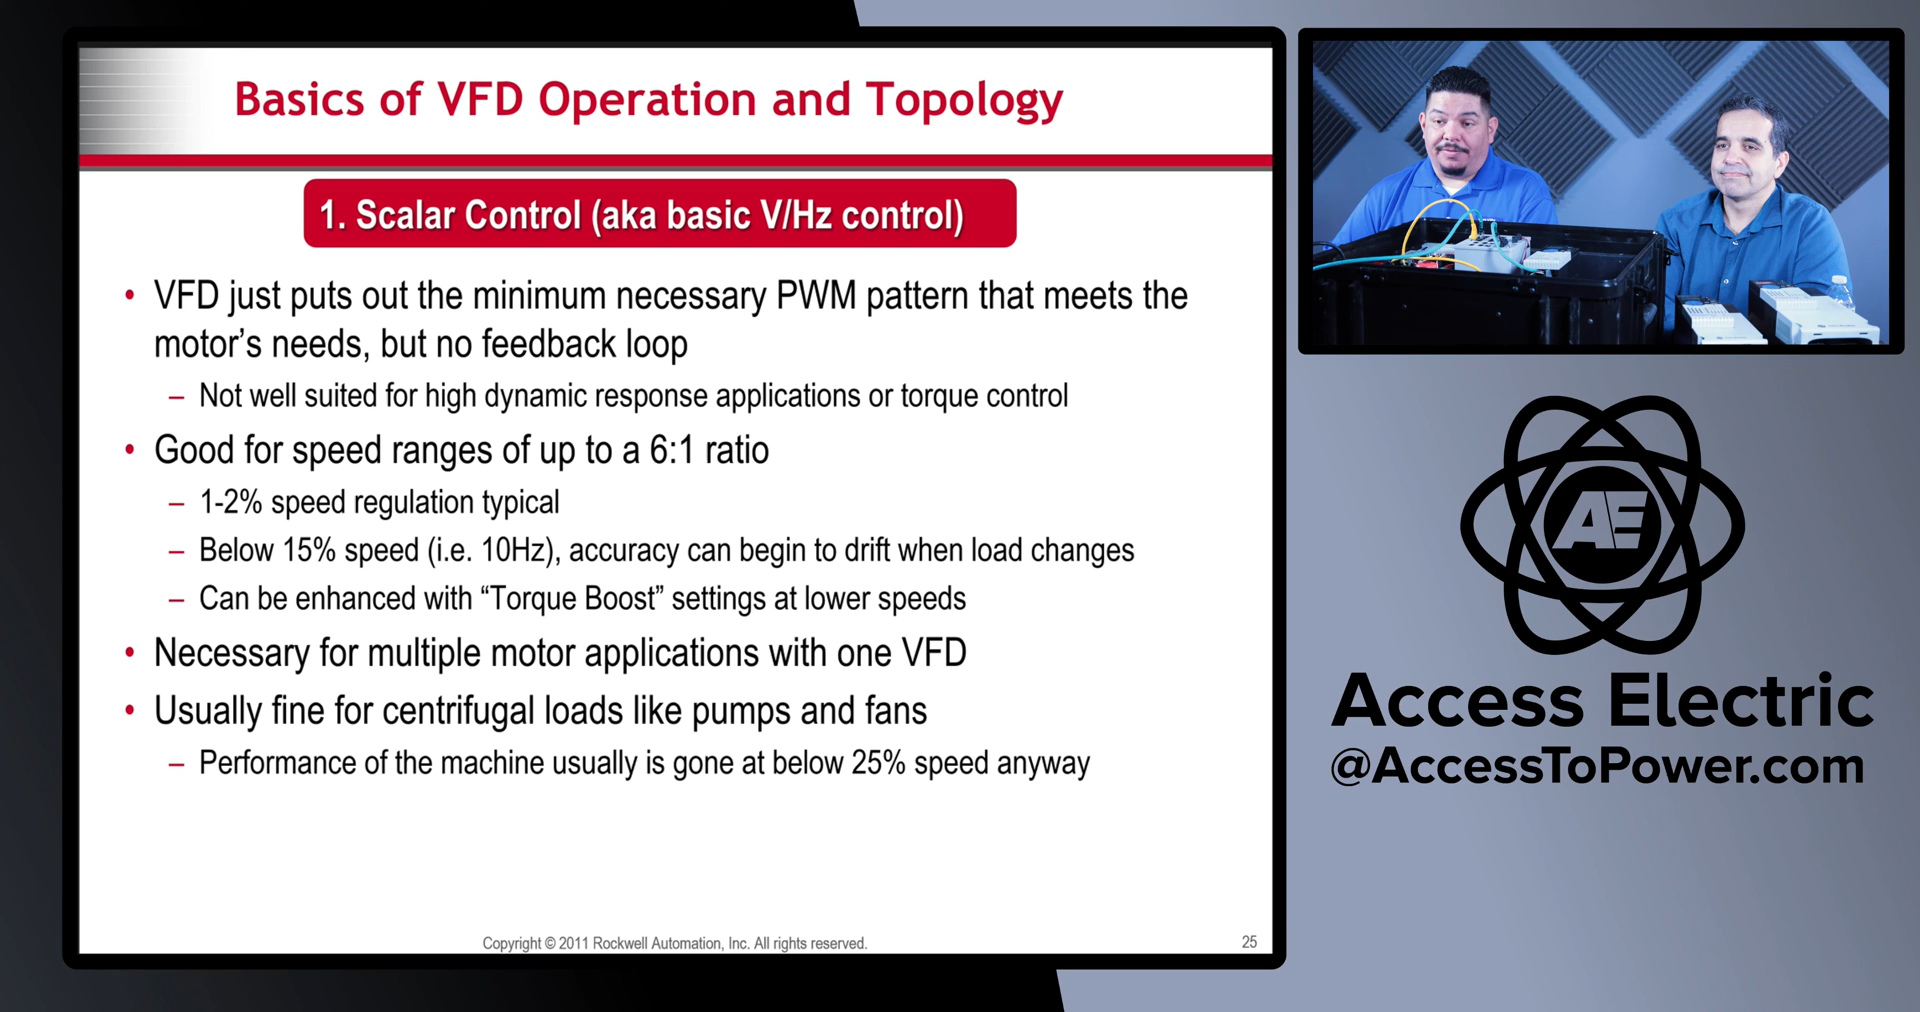 Basics of VFD Operation and Topology
1. Scalar Control (aka basic V/Hz control)
• VFD just puts out the minimum necessary PWM pattern that meets the
motor's needs, but no feedback loop
– Not well suited for high dynamic response applications or torque control
• Good for speed ranges of up to a 6:1 ratio
– 1-2% speed regulation typical
– Below 15% speed (i.e. 10Hz), accuracy can begin to drift when load changes
– Can be enhanced with “Torque Boost” settings at lower speeds
• Necessary for multiple motor applications with one VFD
• Usually fine for centrifugal loads like pumps and fans
– Performance of the machine usually is gone at below 25% speed anyway
Copyright © 2011 Rockwell Automation, Inc. All rights reserved.
25
AE
Access Electric
@AccessToPower.com